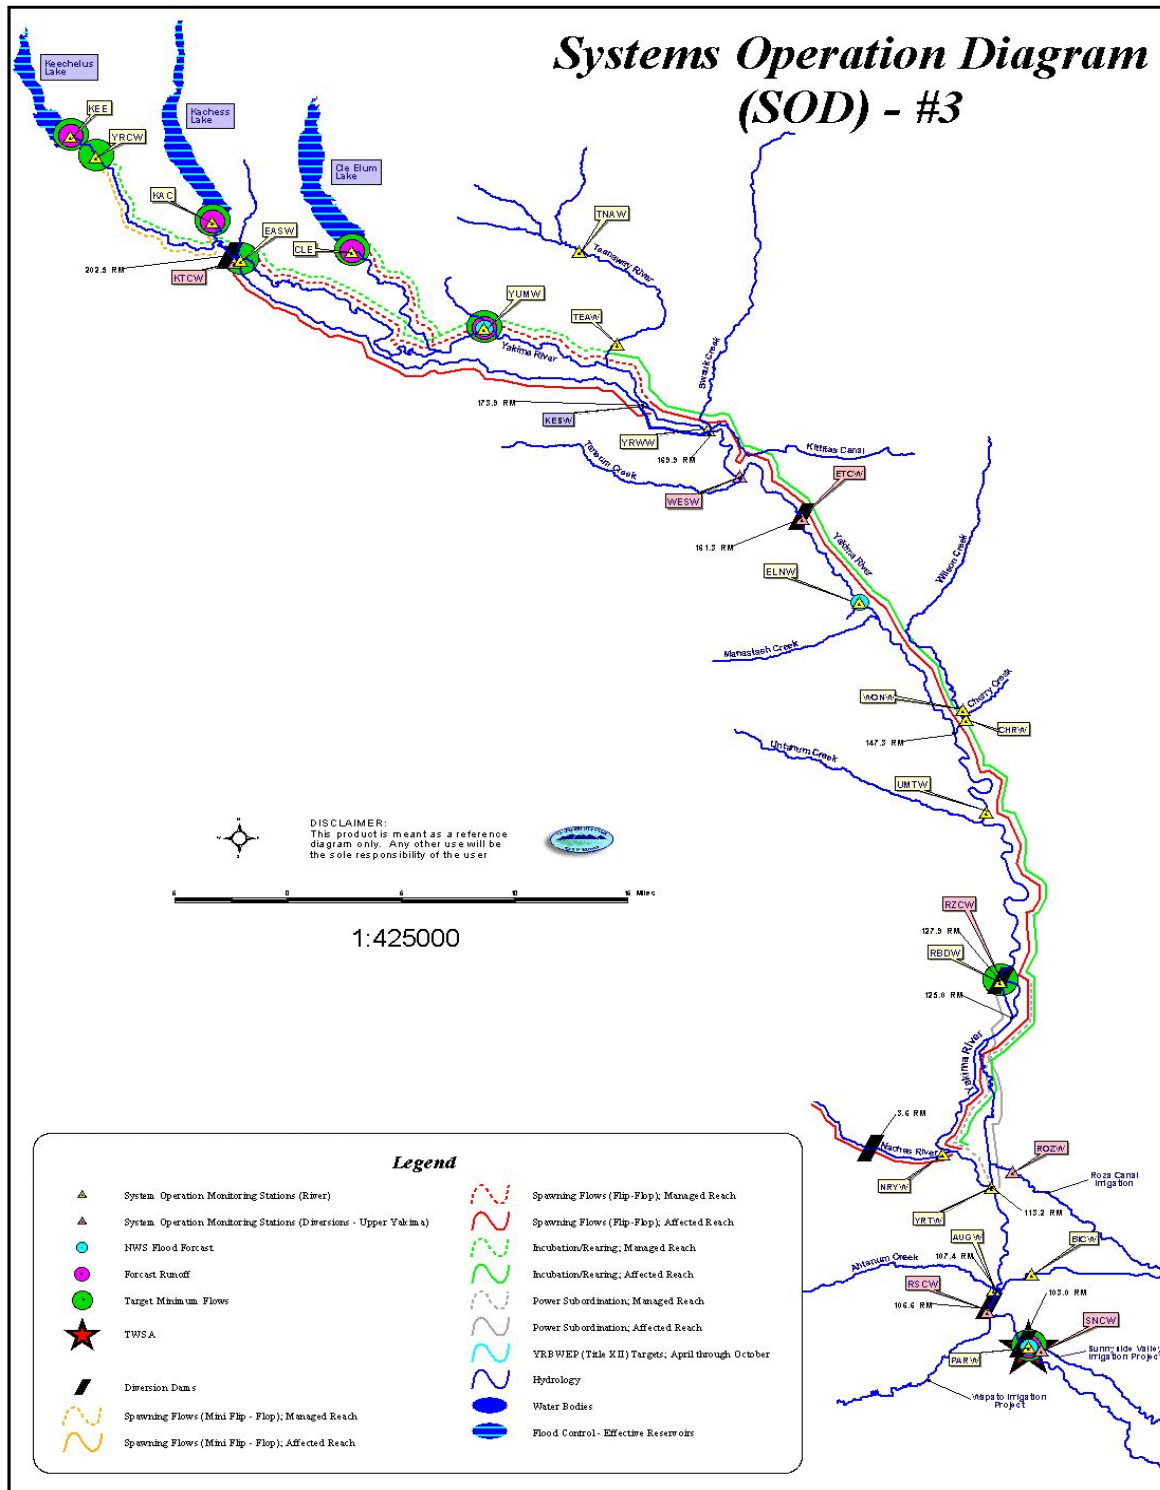 Systems Operation Diagram
(SOD) - #3
Keechelus
Lake
Kachess
Lake
Cle Elum
Lake
KEE
YRCW
KAC
EASW
CLE
TNAW
Teanaway River
202.5 RM
KTCW
YUMW
TEAW
Yakima River
Swauk Creek
173.9 RM
KESW
YRWW
169.9 RM
Kittitas Canal
Taneum Creek
ETCW
WESW
161.3 RM
Yakima River
Wilson Creek
ELNW
Manastash Creek
WONW
Cherry Creek
CHRW
147.3 RM
Umtanum Creek
UMTW
DISCLAIMER:
This product is meant as a reference
diagram only. Any other use will be
the sole responsibility of the user
5 0 5 10 15 Miles
1:425000
RZCW
127.9 RM
RBDW
125.0 RM
Yakima River
3.6 RM
Naches River
NRYW
ROZW
Roza Canal
Irrigation
YRTW
113.2 RM
AUGW
107.4 RM
BICW
Ahtanum Creek
RSCW
106.6 RM
103.0 RM
SNCW
PARW
Sunnyside Valley
Irrigation Project
Wapato Irrigation
Project
Legend
System Operation Monitoring Stations (River)
System Operation Monitoring Stations (Diversions - Upper Yakima)
NWS Flood Forcast
Forcast Runoff
Target Minimum Flows
TWSA
Diversion Dams
Spawning Flows (Mini Flip - Flop); Managed Reach
Spawning Flows (Mini Flip - Flop); Affected Reach
Spawning Flows (Flip-Flop); Managed Reach
Spawning Flows (Flip-Flop); Affected Reach
Incubation/Rearing; Managed Reach
Incubation/Rearing; Affected Reach
Power Subordination; Managed Reach
Power Subordination; Affected Reach
YRBWEP (Title XII) Targets; April through October
Hydrology
Water Bodies
Flood Control - Effective Reservoirs